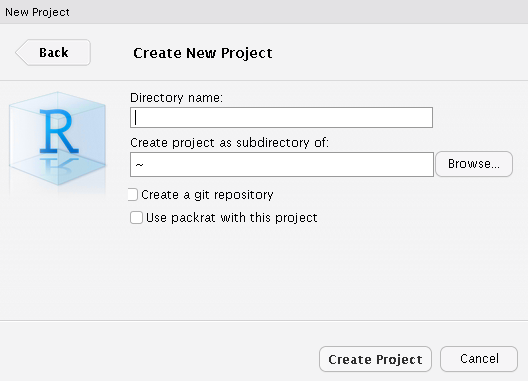 New Project
Back
Create New Project
R
Directory name:
Create project as subdirectory of:
~
Browse...
Create a git repository
Use packrat with this project
Create Project
Cancel